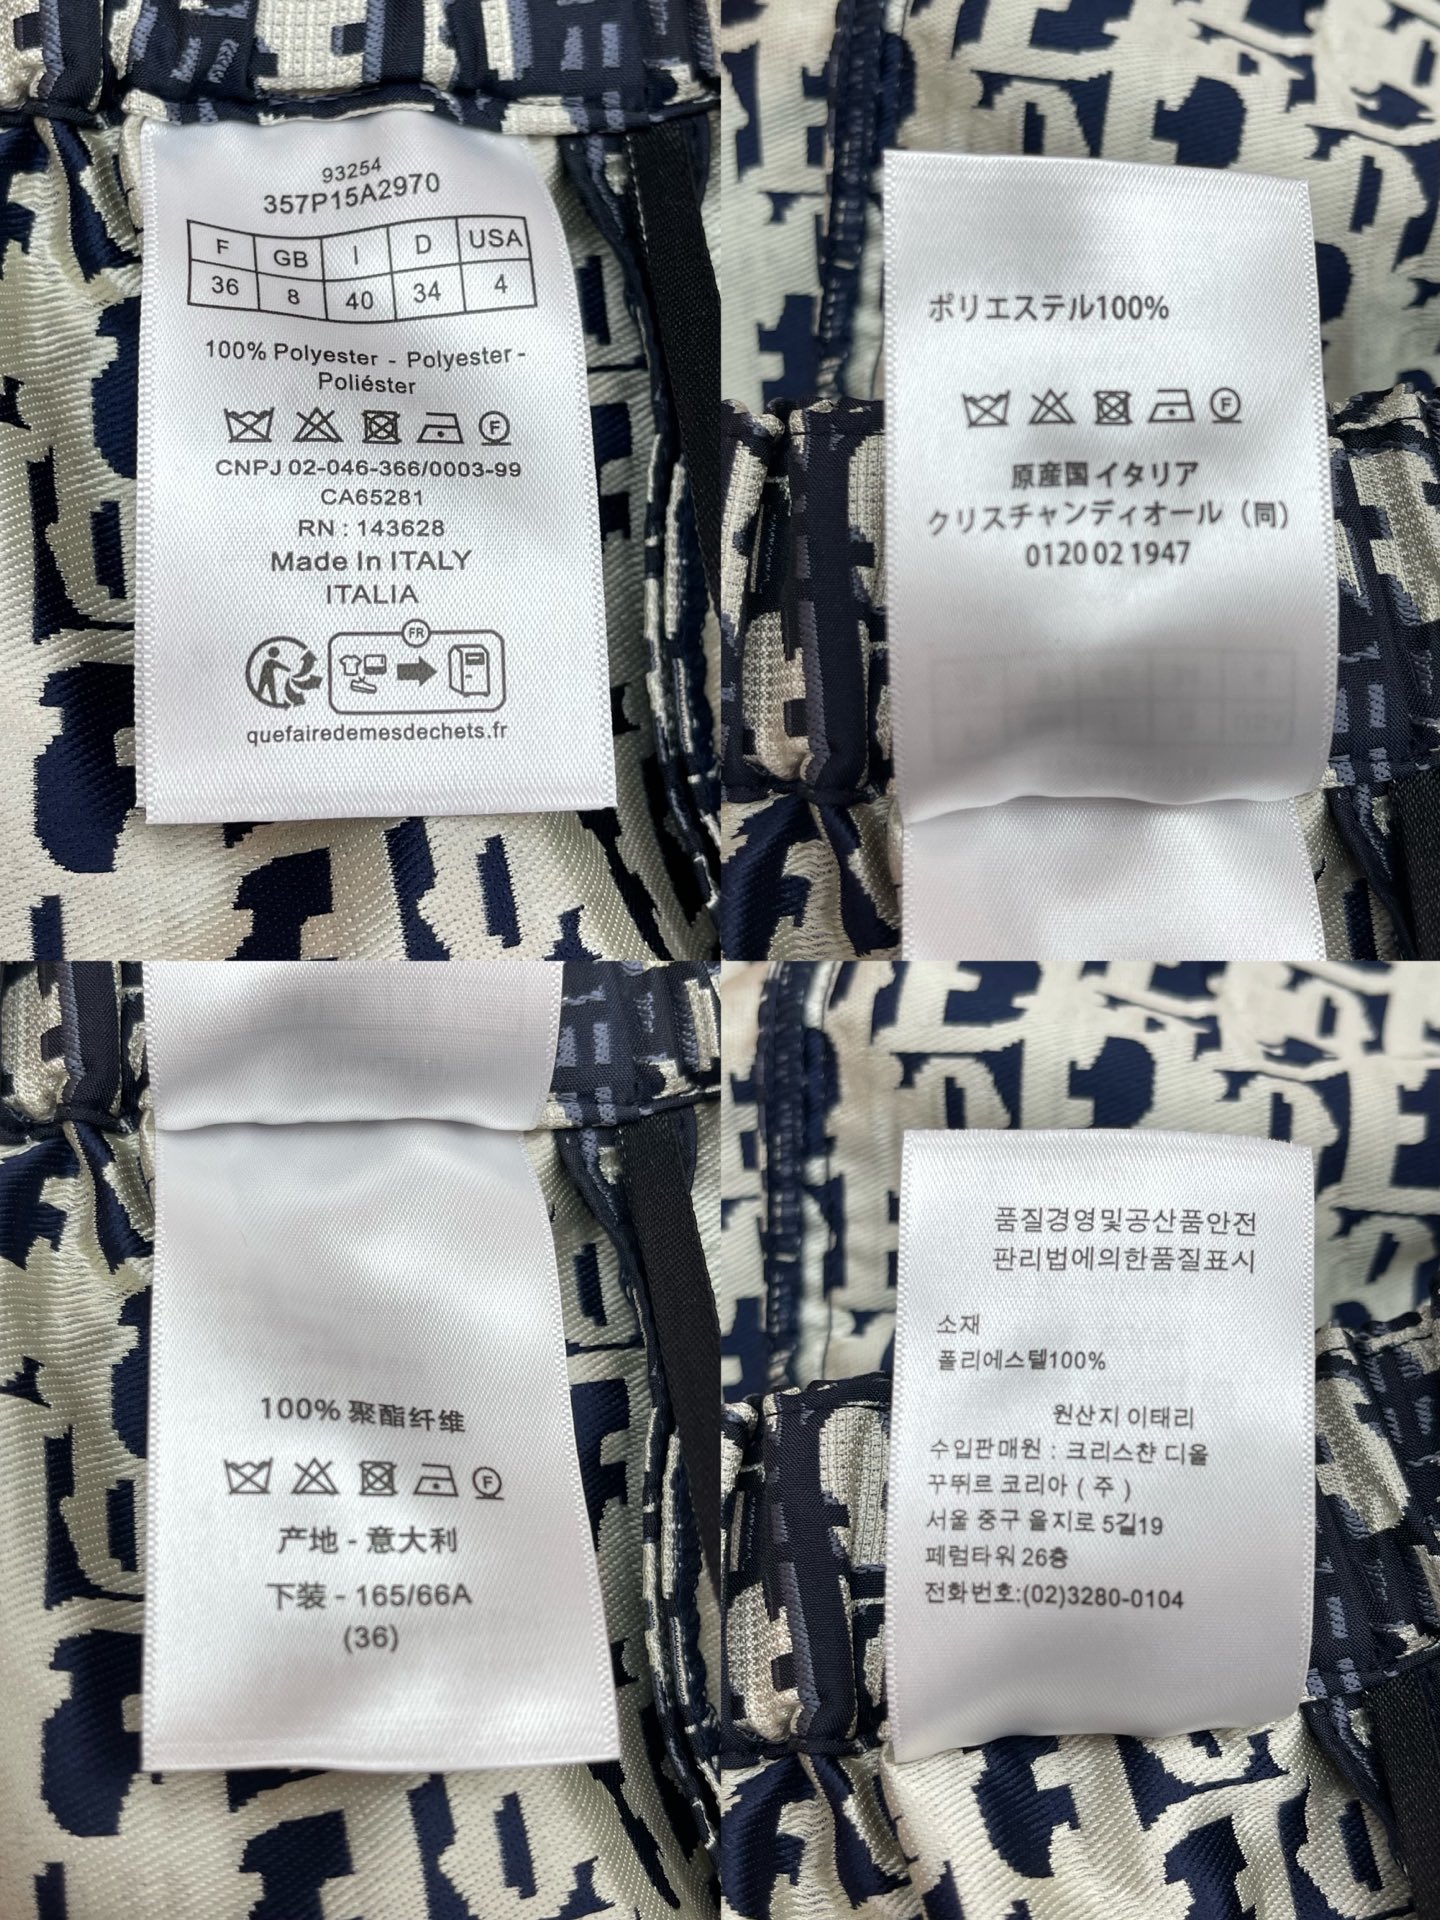 93254
357P15A2970
F GB I D USA
36 8 40 34 4
100% Polyester - Polyester -
Poliéster
F
CNPJ 02-046-366/0003-99
CA65281
RN : 143628
Made In ITALY
ITALIA
FR
quefairedemesdechets.fr
ポリエステル100%
F
原産国 イタリア
クリスチャンディオール（同）
0120 02 1947
100% 聚酯纤维
F
产地 - 意大利
下装 - 165/66A
(36)
품질경영및공산품안전
판리법에의한품질표시
소재
폴리에스텔100%
원산지 이태리
수입판매원 : 크리스챤 디올
꾸뛰르 코리아 ( 주 )
서울 중구 을지로 5길19
페럼타워 26층
전화번호:(02)3280-0104